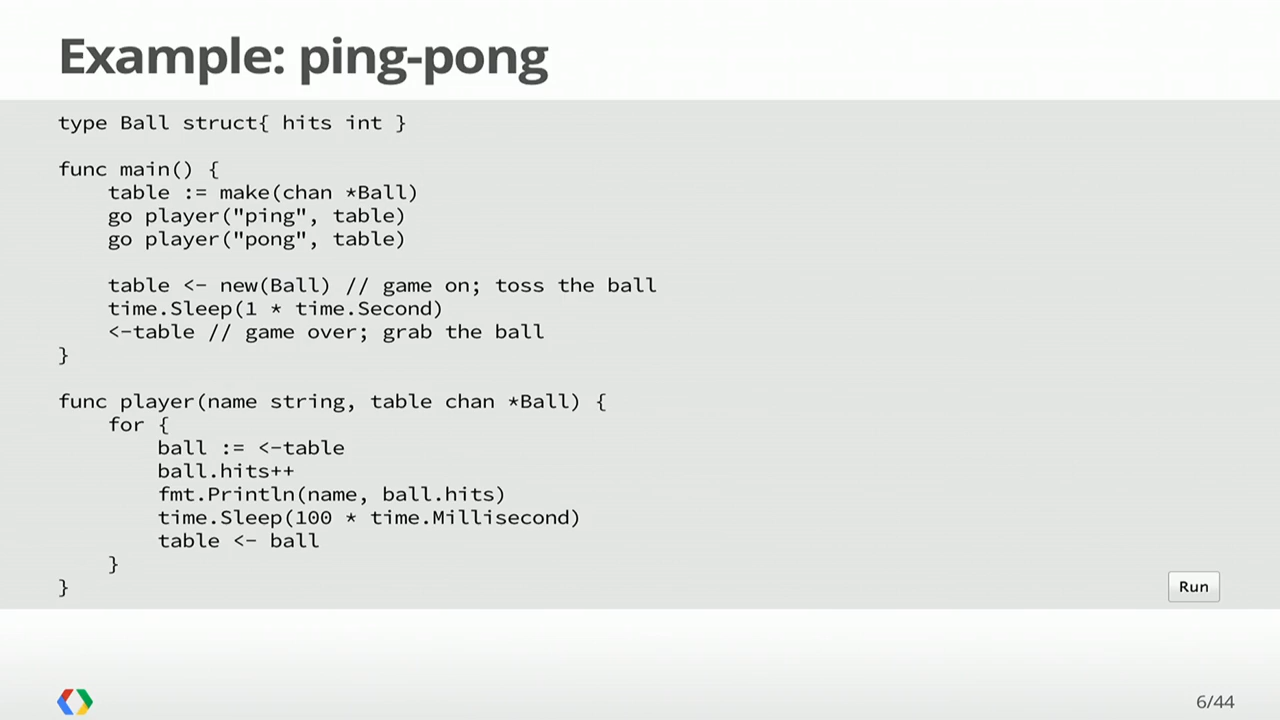 Example: ping-pong
type Ball struct{ hits int }
func main() {
    table := make(chan *Ball)
    go player("ping", table)
    go player("pong", table)
    table <- new(Ball) // game on; toss the ball
    time.Sleep(1 * time.Second)
    <-table // game over; grab the ball
}
func player(name string, table chan *Ball) {
    for {
        ball := <-table
        ball.hits++
        fmt.Println(name, ball.hits)
        time.Sleep(100 * time.Millisecond)
        table <- ball
    }
}
Run
6/44